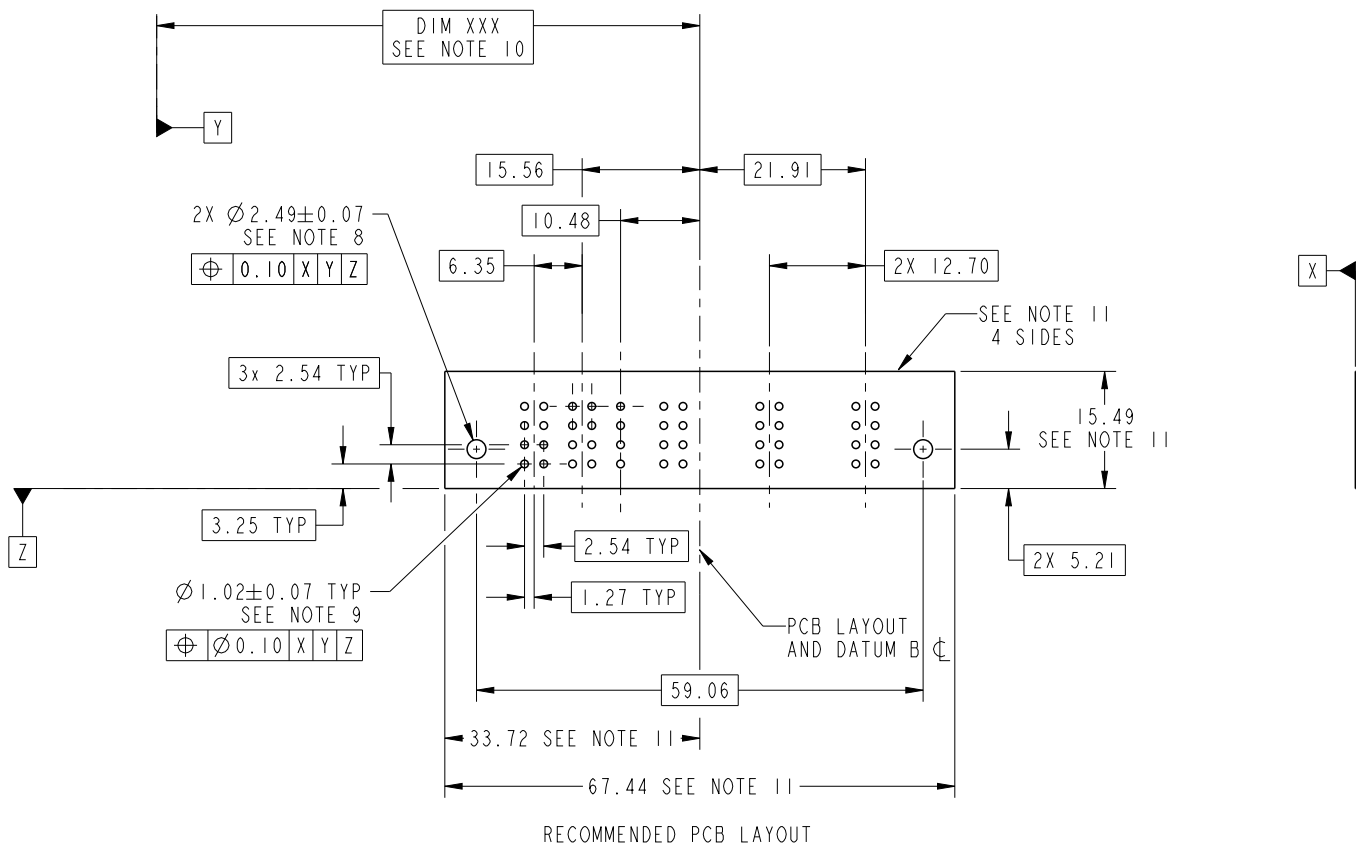 DIM XXX
SEE NOTE 10
Y
15.56
21.91
2X Ø2.49±0.07
SEE NOTE 8
⌖ 0.10 X Y Z
10.48
6.35
2X 12.70
X
SEE NOTE 11
4 SIDES
3x 2.54 TYP
15.49
SEE NOTE 11
3.25 TYP
Z
2.54 TYP
2X 5.21
Ø1.02±0.07 TYP
SEE NOTE 9
⌖ Ø0.10 X Y Z
1.27 TYP
PCB LAYOUT
AND DATUM B ℄
59.06
33.72 SEE NOTE 11
67.44 SEE NOTE 11
RECOMMENDED PCB LAYOUT